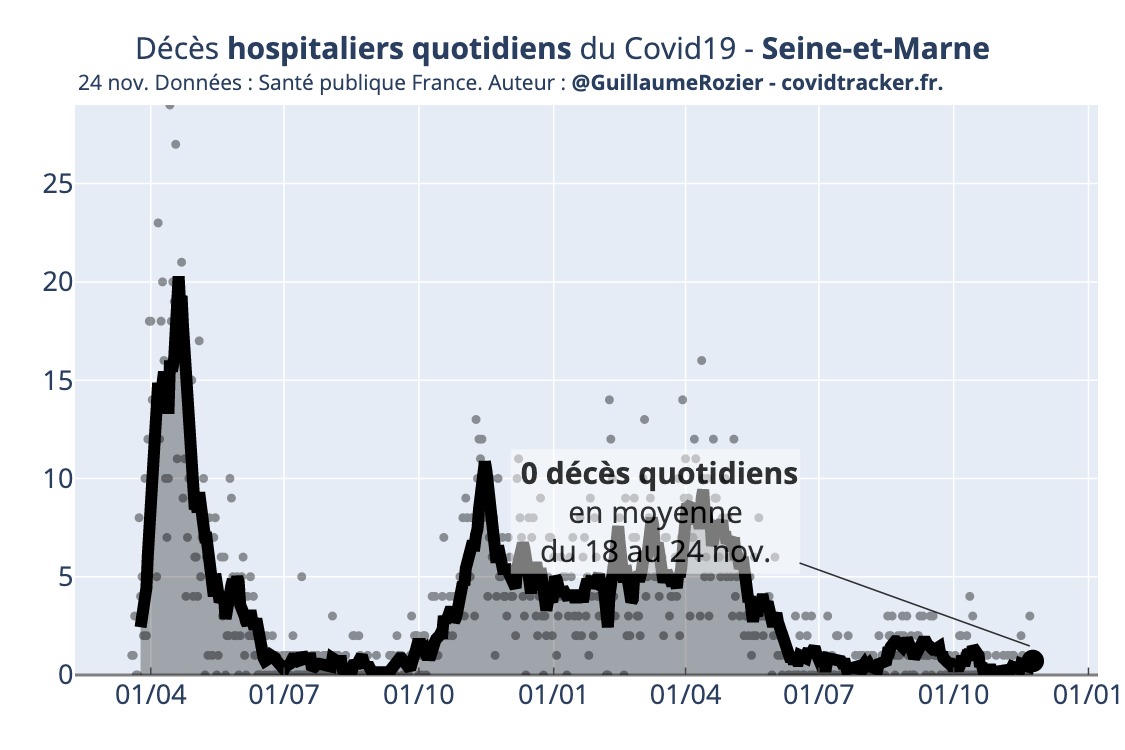 Décès hospitaliers quotidiens du Covid19 - Seine-et-Marne
24 nov. Données : Santé publique France. Auteur : @GuillaumeRozier - covidtracker.fr.
25
20
15
10
5
0
0 décès quotidiens
en moyenne
du 18 au 24 nov.
01/04 01/07 01/10 01/01 01/04 01/07 01/10 01/01